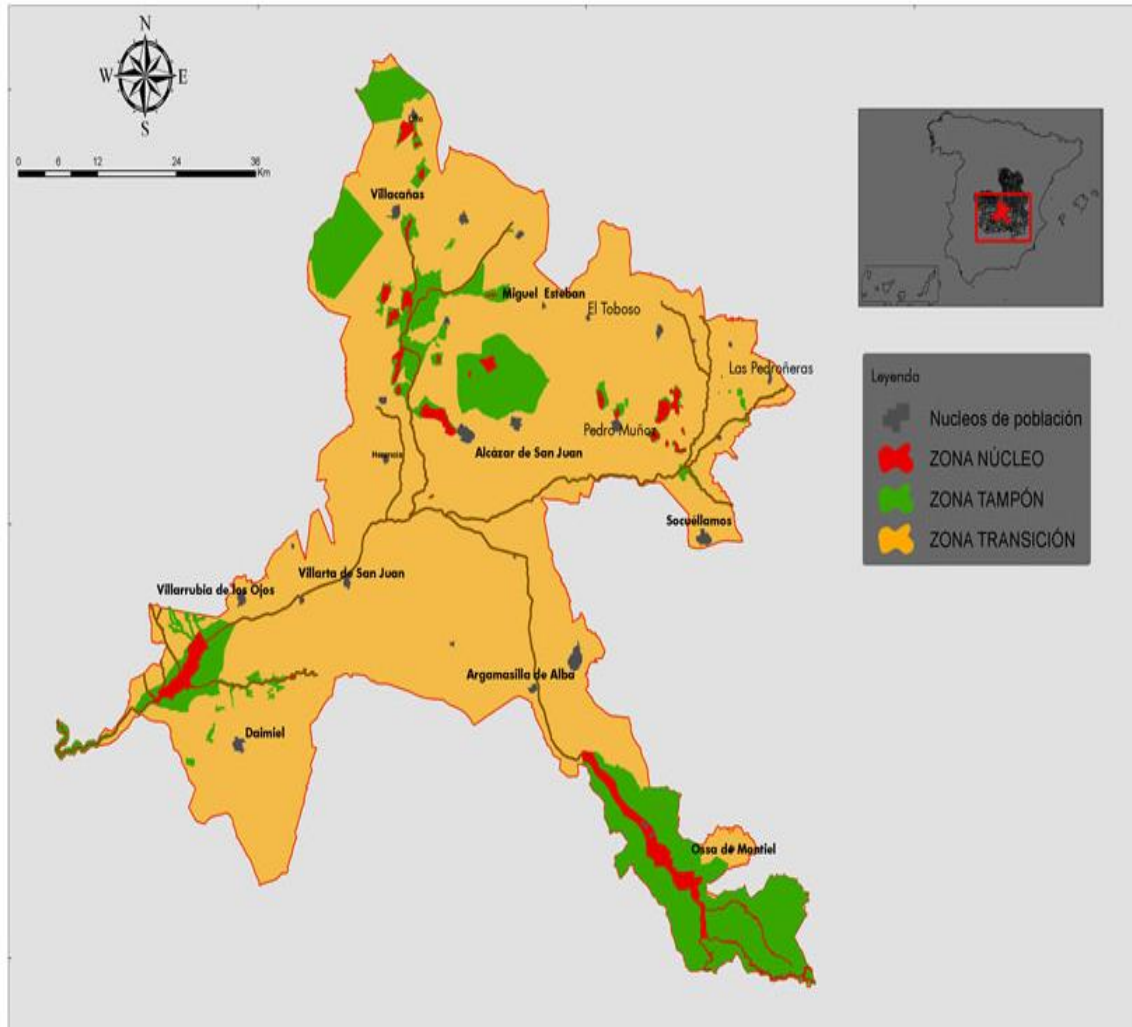 N
W E
S
0 6 12 24 36
Km
Lillo
Villacañas
Miguel Esteban
El Toboso
Las Pedroñeras
Pedro Muñoz
Alcázar de San Juan
Herencia
Socuéllamos
Villarta de San Juan
Villarrubia de los Ojos
Argamasilla de Alba
Daimiel
Ossa de Montiel
Leyenda
Nucleos de población
ZONA NÚCLEO
ZONA TAMPÓN
ZONA TRANSICIÓN